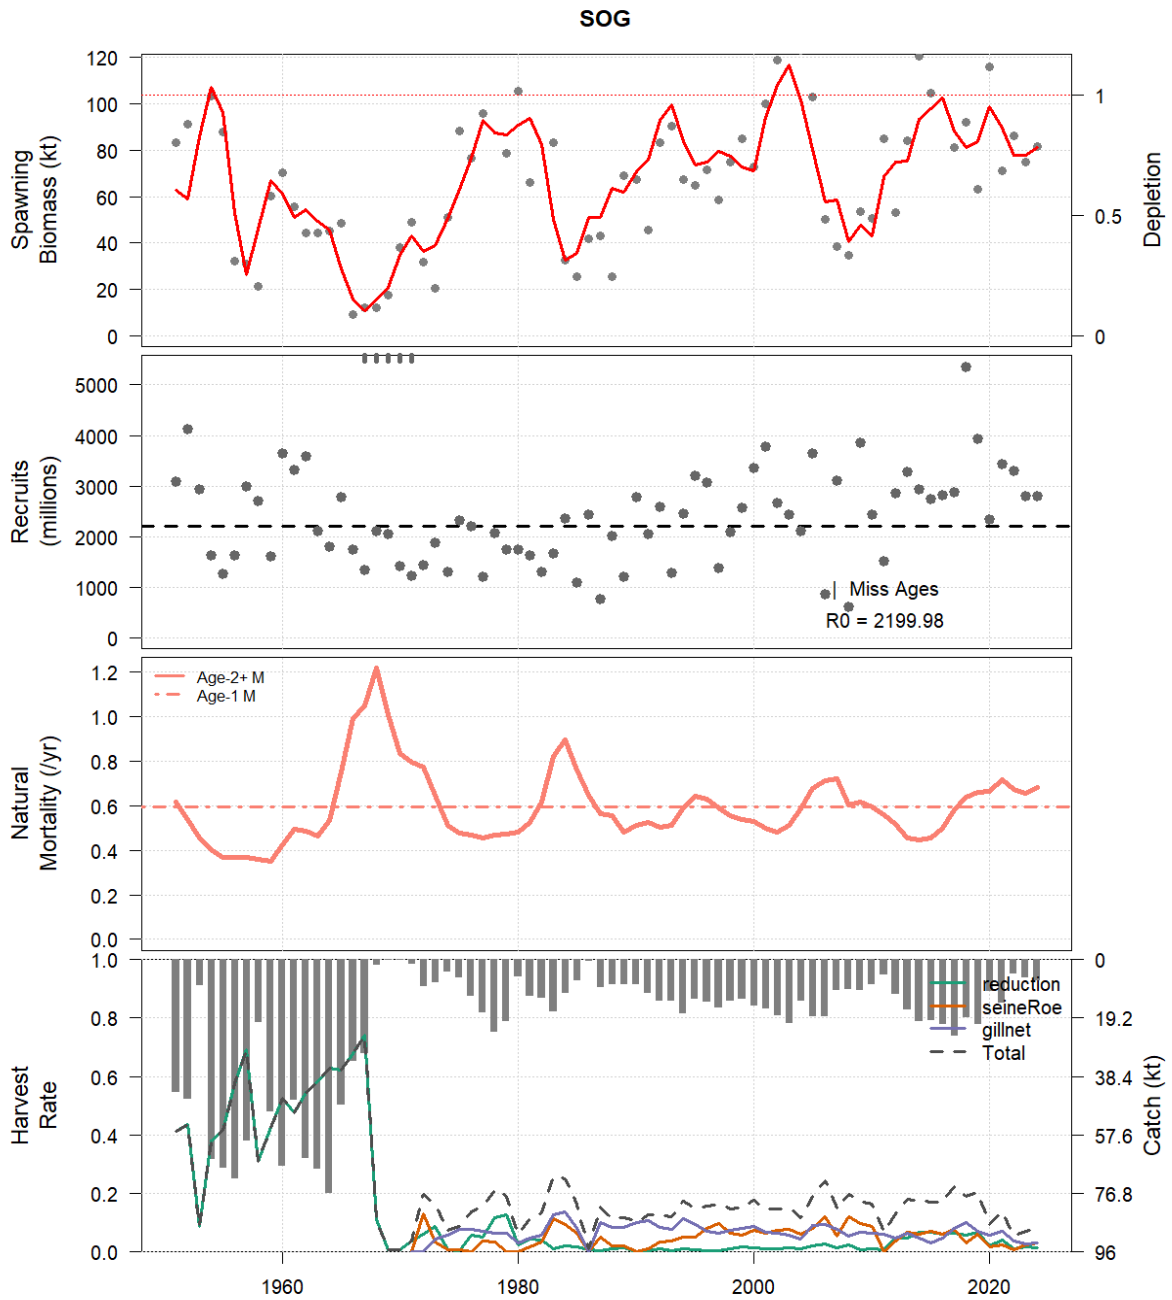 SOG
120
100
80
60
40
20
0
Spawning
Biomass (kt)
1
0.5
0
Depletion
5000
4000
3000
2000
1000
0
Recruits
(millions)
| Miss Ages
R0 = 2199.98
1.2
1.0
0.8
0.6
0.4
0.2
0.0
Natural
Mortality (/yr)
Age-2+ M
Age-1 M
1.0
0.8
0.6
0.4
0.2
0.0
Harvest
Rate
reduction
seineRoe
gillnet
Total
0
19.2
38.4
57.6
76.8
96
Catch (kt)
1960
1980
2000
2020